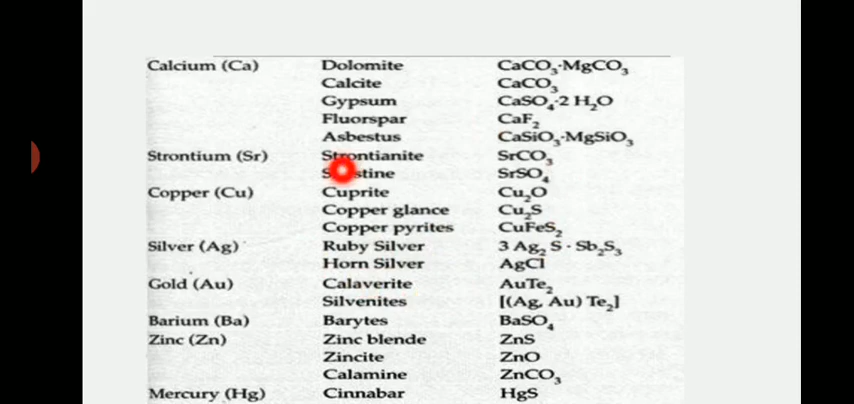 Calcium (Ca) Dolomite CaCO₃·MgCO₃
Calcite CaCO₃
Gypsum CaSO₄·2 H₂O
Fluorspar CaF₂
Asbestus CaSiO₃·MgSiO₃
Strontium (Sr) Strontianite SrCO₃
SrSO₄
Copper (Cu) Cuprite Cu₂O
Copper glance Cu₂S
Copper pyrites CuFeS₂
Silver (Ag) Ruby Silver 3 Ag₂ S · Sb₂S₃
Horn Silver AgCl
Gold (Au) Calaverite AuTe₂
Silvenites [(Ag, Au) Te₂]
Barium (Ba) Barytes BaSO₄
Zinc (Zn) Zinc blende ZnS
Zincite ZnO
Calamine ZnCO₃
Mercury (Hg) Cinnabar HgS